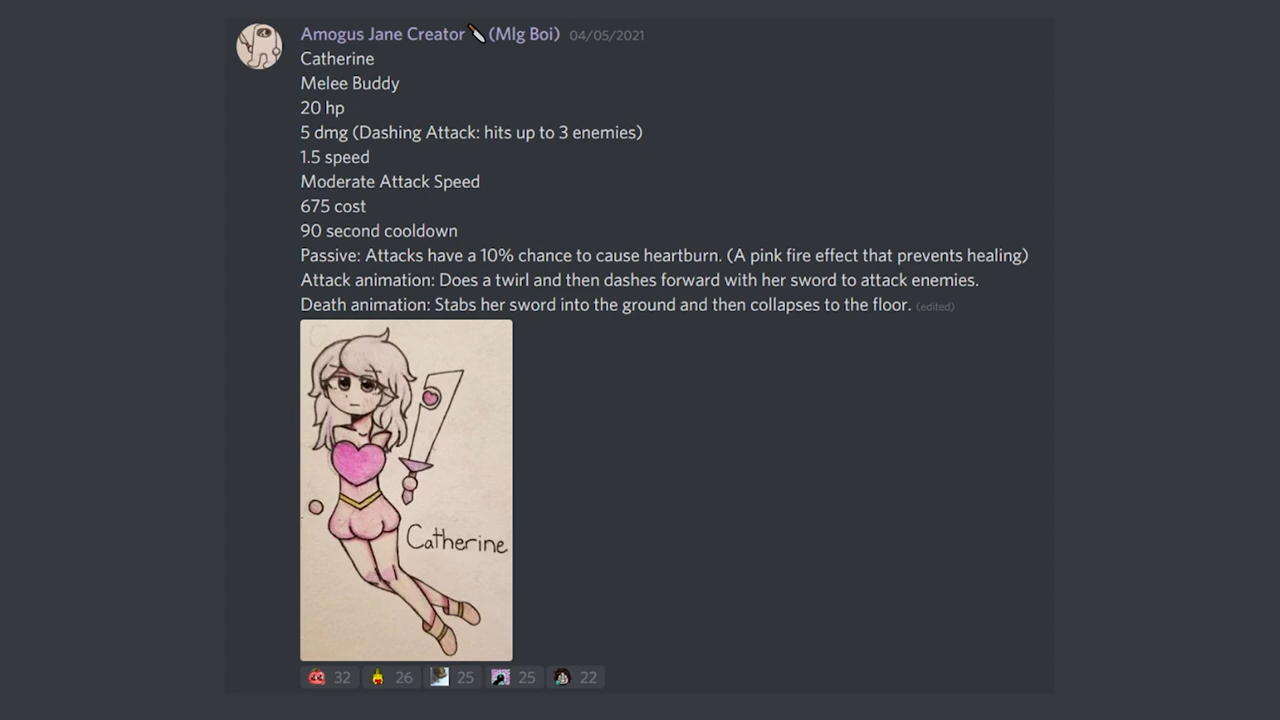 Amogus Jane Creator🔪(Mlg Boi) 04/05/2021
Catherine
Melee Buddy
20 hp
5 dmg (Dashing Attack: hits up to 3 enemies)
1.5 speed
Moderate Attack Speed
675 cost
90 second cooldown
Passive: Attacks have a 10% chance to cause heartburn. (A pink fire effect that prevents healing)
Attack animation: Does a twirl and then dashes forward with her sword to attack enemies.
Death animation: Stabs her sword into the ground and then collapses to the floor. (edited)
Catherine
32 26 25 25 22